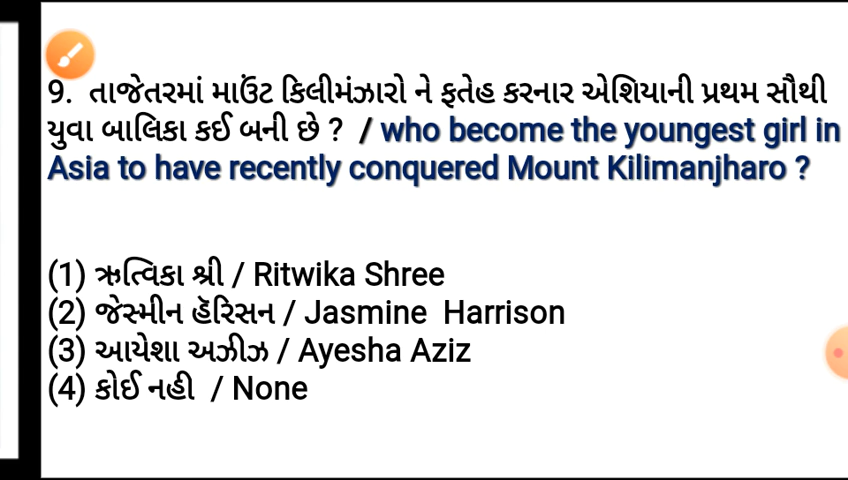 9. તાજેતરમાં માઉંટ કિલીમંઝારો ને ફતેહ કરનાર એશિયાની પ્રથમ સૌથી
યુવા બાલિકા કઈ બની છે ? / who become the youngest girl in
Asia to have recently conquered Mount Kilimanjharo ?
(1) ઋત્વિકા શ્રી / Ritwika Shree
(2) જેસ્મીન હૅરિસન / Jasmine Harrison
(3) આયેશા અઝીઝ / Ayesha Aziz
(4) કોઈ નહી / None